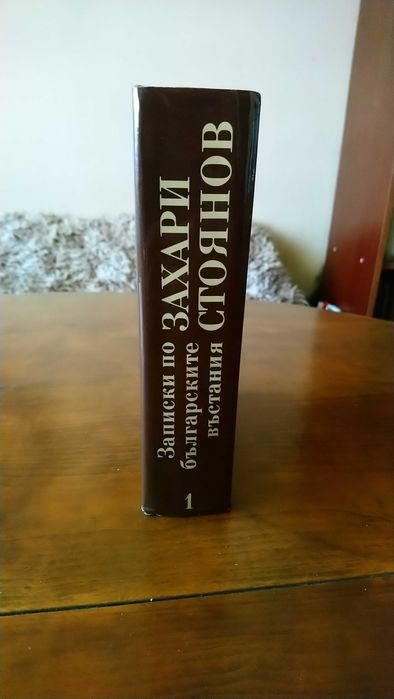 Записки по
българските
въстания
ЗАХАРИ
СТОЯНОВ
1